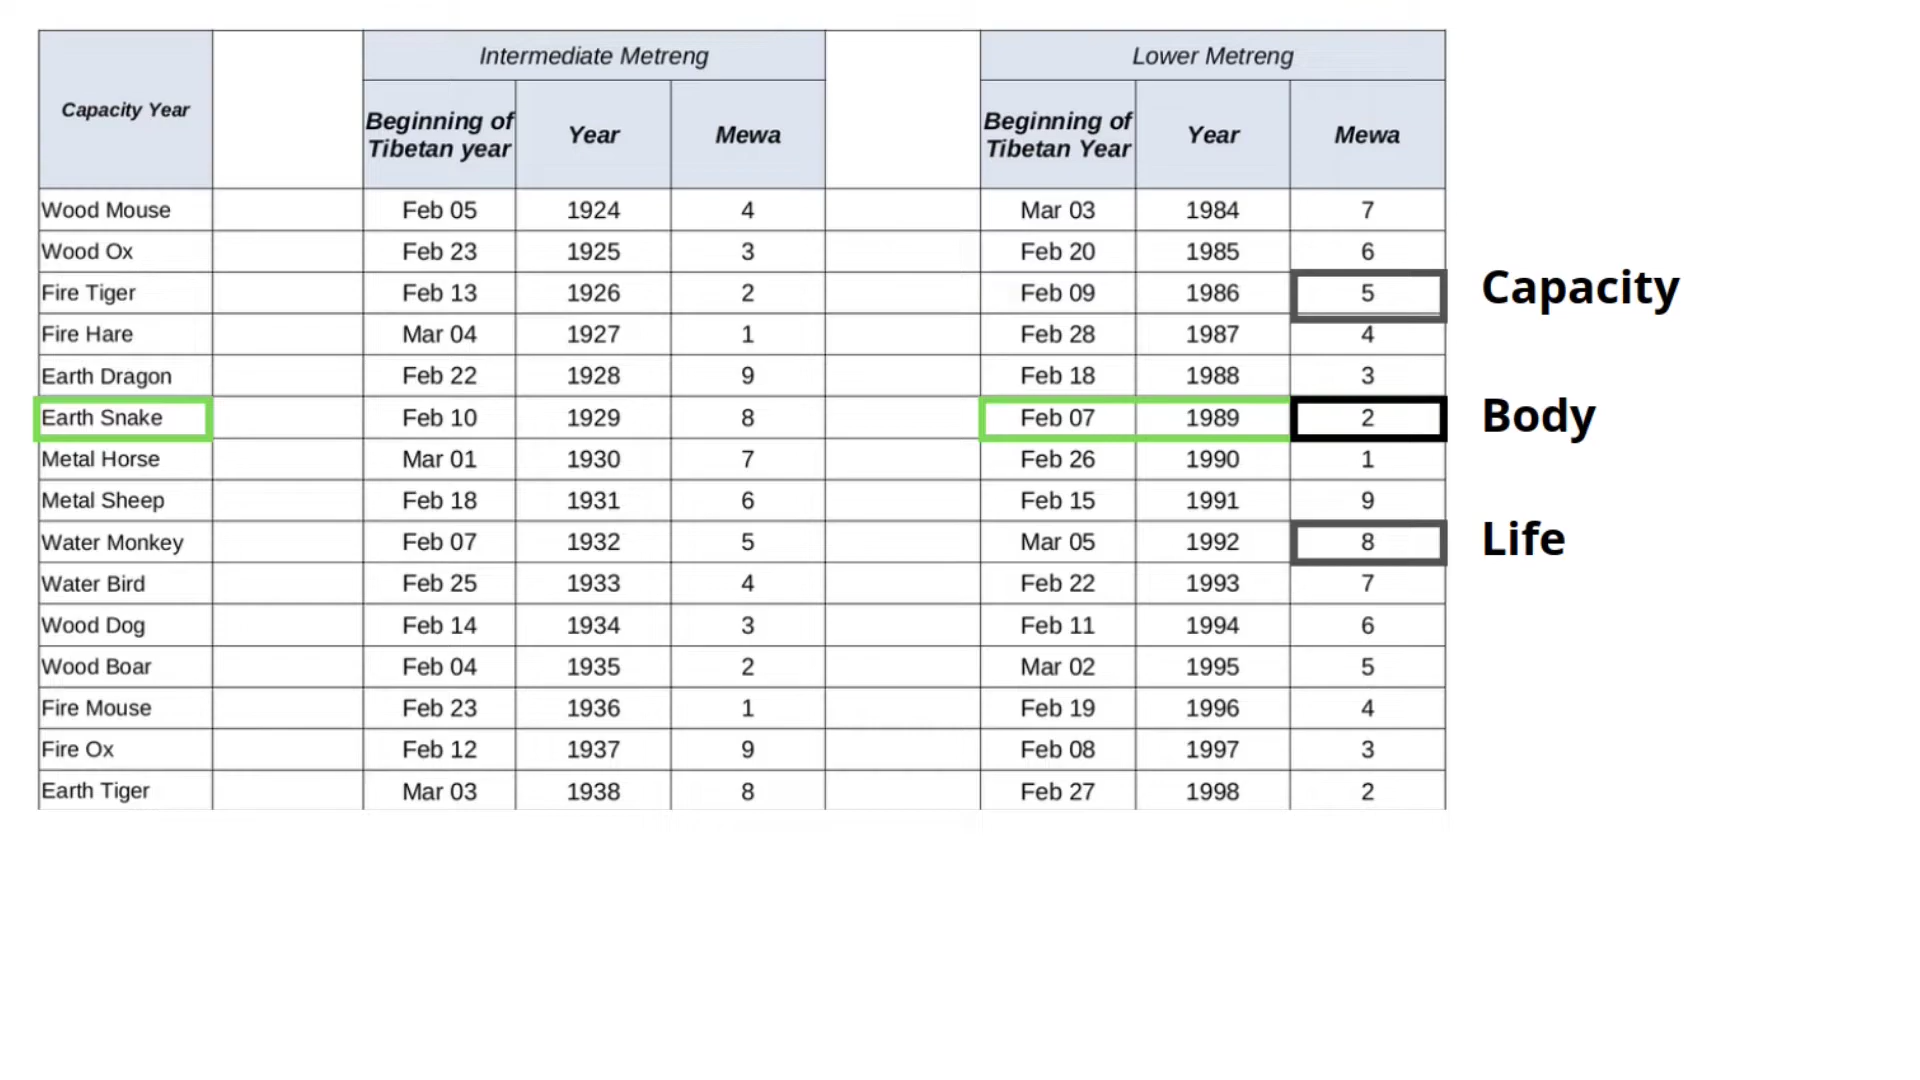 Capacity Year
Intermediate Metreng
Lower Metreng
Beginning of Tibetan year
Year
Mewa
Beginning of Tibetan Year
Year
Mewa
Wood Mouse Feb 05 1924 4 Mar 03 1984 7
Wood Ox Feb 23 1925 3 Feb 20 1985 6
Fire Tiger Feb 13 1926 2 Feb 09 1986 5 Capacity
Fire Hare Mar 04 1927 1 Feb 28 1987 4
Earth Dragon Feb 22 1928 9 Feb 18 1988 3
Earth Snake Feb 10 1929 8 Feb 07 1989 2 Body
Metal Horse Mar 01 1930 7 Feb 26 1990 1
Metal Sheep Feb 18 1931 6 Feb 15 1991 9
Water Monkey Feb 07 1932 5 Mar 05 1992 8 Life
Water Bird Feb 25 1933 4 Feb 22 1993 7
Wood Dog Feb 14 1934 3 Feb 11 1994 6
Wood Boar Feb 04 1935 2 Mar 02 1995 5
Fire Mouse Feb 23 1936 1 Feb 19 1996 4
Fire Ox Feb 12 1937 9 Feb 08 1997 3
Earth Tiger Mar 03 1938 8 Feb 27 1998 2